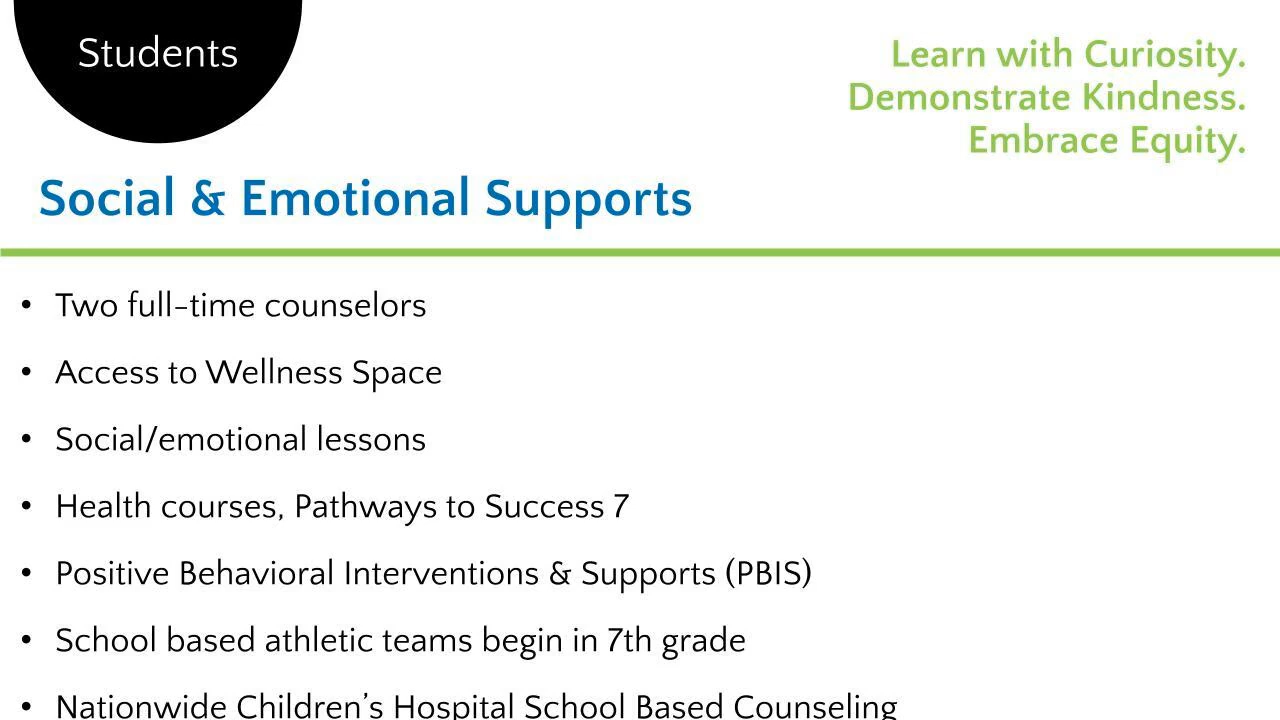 Students
Learn with Curiosity.
Demonstrate Kindness.
Embrace Equity.
Social & Emotional Supports
• Two full-time counselors
• Access to Wellness Space
• Social/emotional lessons
• Health courses, Pathways to Success 7
• Positive Behavioral Interventions & Supports (PBIS)
• School based athletic teams begin in 7th grade
• Nationwide Children’s Hospital School Based Counseling